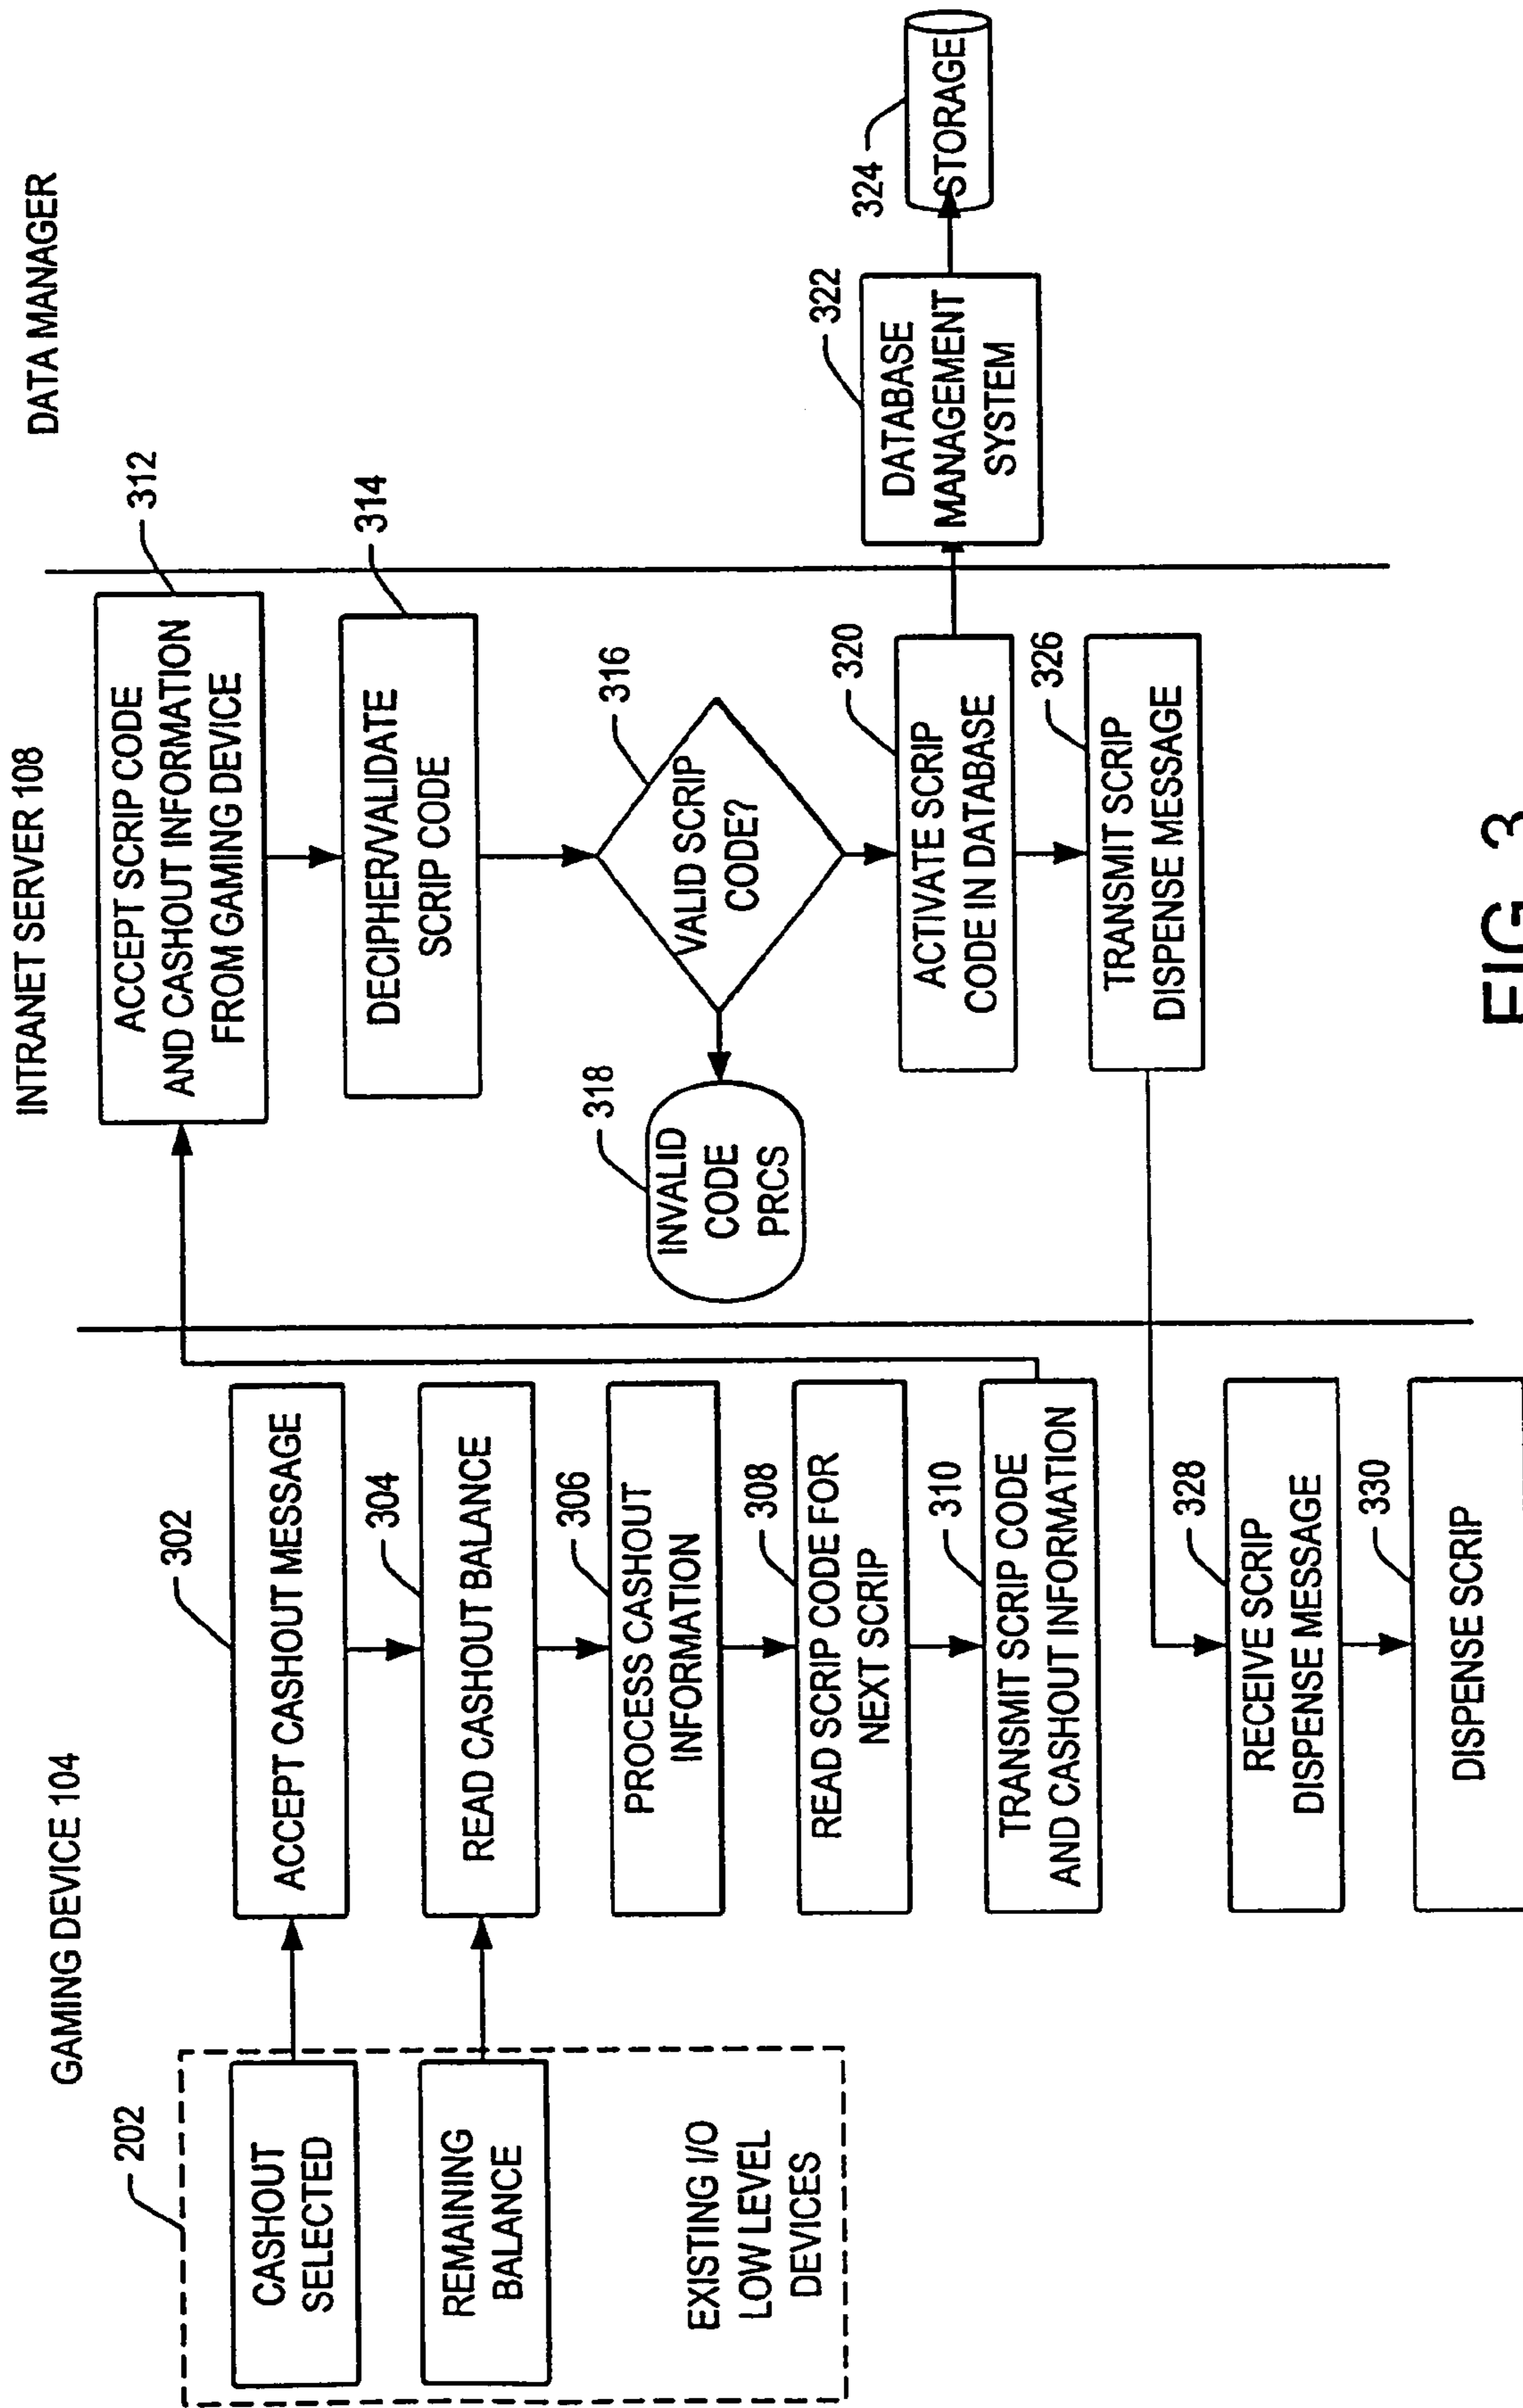 GAMING DEVICE 104
202
CASHOUT
SELECTED
REMAINING
BALANCE
EXISTING I/O
LOW LEVEL
DEVICES
302
ACCEPT CASHOUT MESSAGE
304
READ CASHOUT BALANCE
306
PROCESS CASHOUT
INFORMATION
308
READ SCRIP CODE FOR
NEXT SCRIP
310
TRANSMIT SCRIP CODE
AND CASHOUT INFORMATION
328
RECEIVE SCRIP
DISPENSE MESSAGE
330
DISPENSE SCRIP
INTRANET SERVER 108
312
ACCEPT SCRIP CODE
AND CASHOUT INFORMATION
FROM GAMING DEVICE
314
DECIPHER/VALIDATE
SCRIP CODE
316
VALID SCRIP
CODE?
318
INVALID
CODE
PRCS
320
ACTIVATE SCRIP
CODE IN DATABASE
326
TRANSMIT SCRIP
DISPENSE MESSAGE
DATA MANAGER
322
DATABASE
MANAGEMENT
SYSTEM
324
STORAGE
FIG. 3